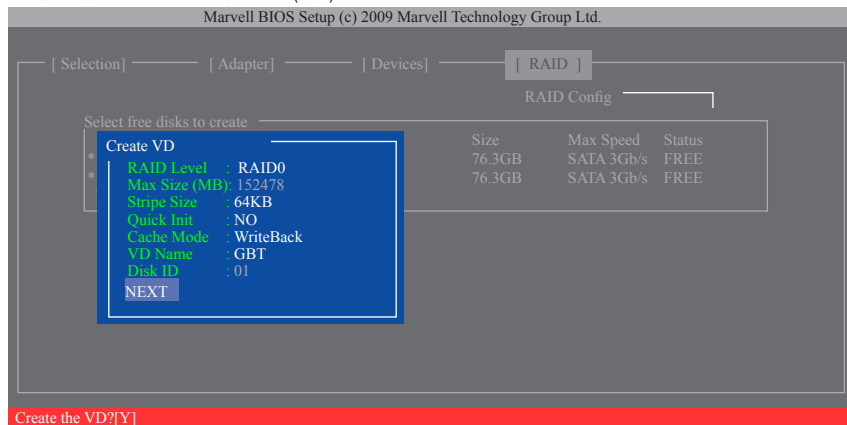 Marvell BIOS Setup (c) 2009 Marvell Technology Group Ltd.
[ Selection] [ Adapter] [ Devices] [ RAID ]
RAID Config
Select free disks to create
Size Max Speed Status
* 76.3GB SATA 3Gb/s FREE
* 76.3GB SATA 3Gb/s FREE
Create VD
RAID Level : RAID0
Max Size (MB): 152478
Stripe Size : 64KB
Quick Init : NO
Cache Mode : WriteBack
VD Name : GBT
Disk ID : 01
NEXT
Create the VD?[Y]